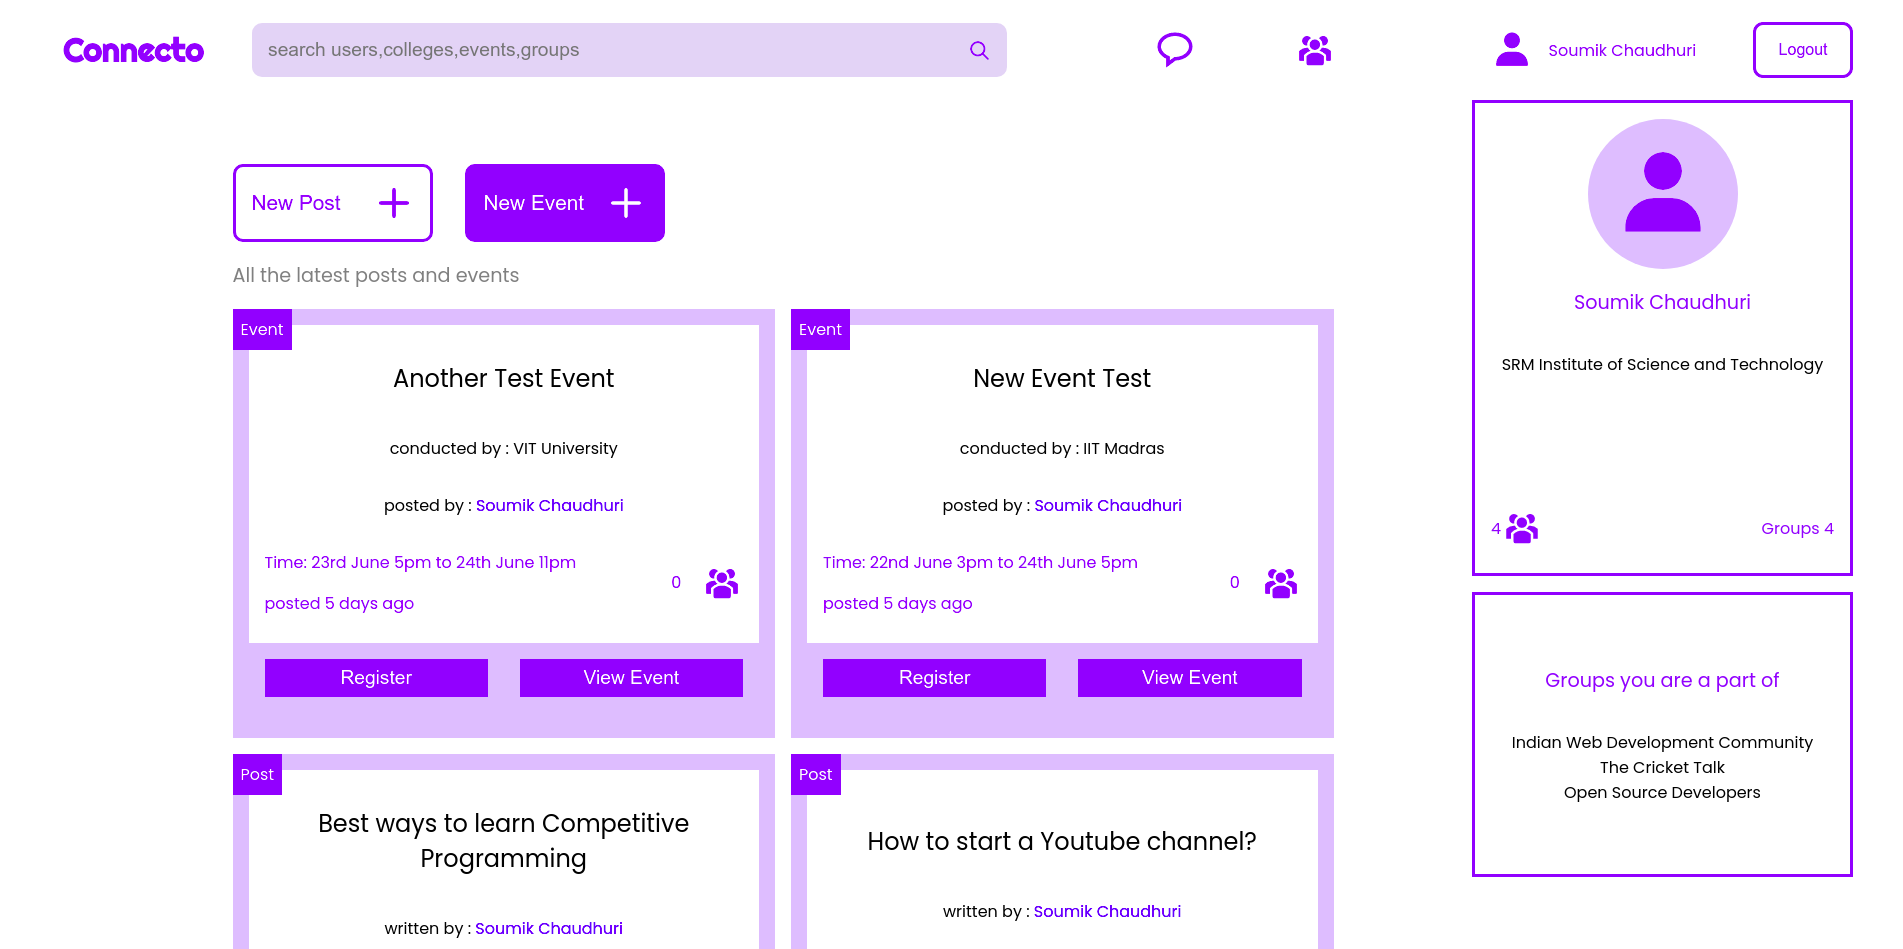 Connecto
search users,colleges,events,groups
Soumik Chaudhuri
Logout
New Post
New Event
All the latest posts and events
Event
Another Test Event
conducted by : VIT University
posted by : Soumik Chaudhuri
Time: 23rd June 5pm to 24th June 11pm
0
posted 5 days ago
Register
View Event
Event
New Event Test
conducted by : IIT Madras
posted by : Soumik Chaudhuri
Time: 22nd June 3pm to 24th June 5pm
0
posted 5 days ago
Register
View Event
Post
Best ways to learn Competitive
Programming
written by : Soumik Chaudhuri
Post
How to start a Youtube channel?
written by : Soumik Chaudhuri
Soumik Chaudhuri
SRM Institute of Science and Technology
4
Groups 4
Groups you are a part of
Indian Web Development Community
The Cricket Talk
Open Source Developers